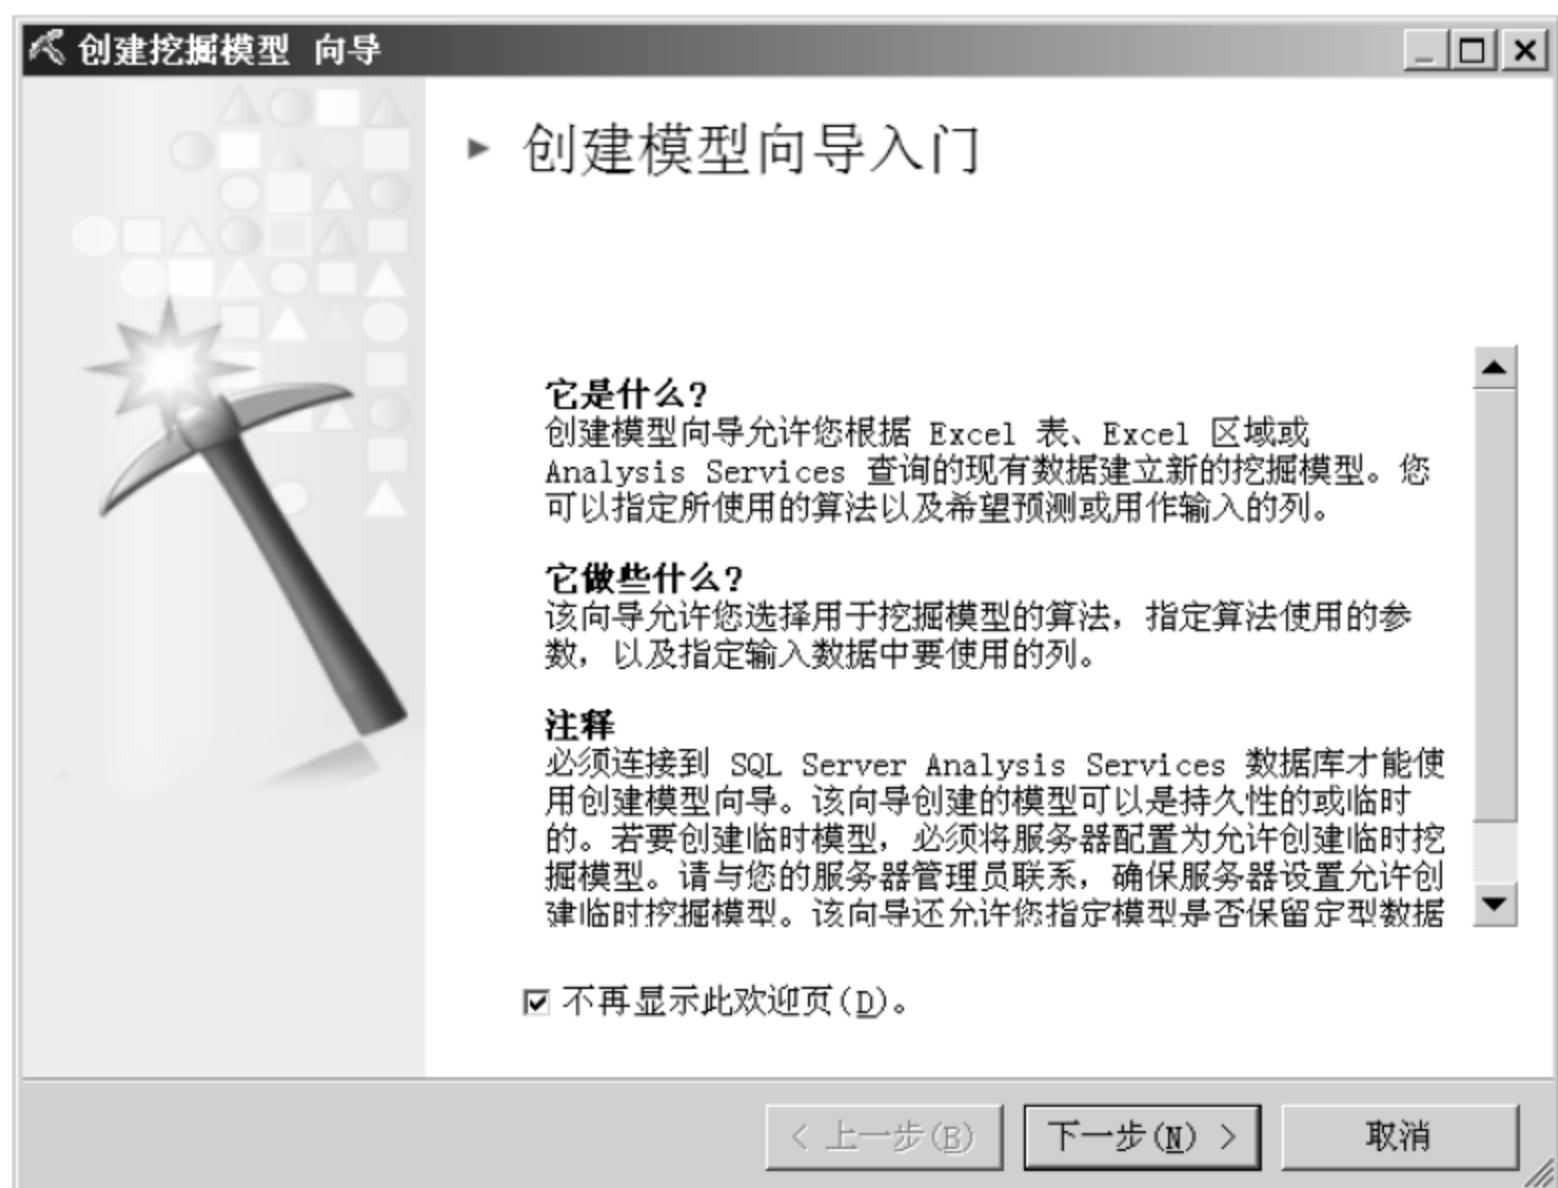 创建挖掘模型 向导
创建模型向导入门
它是什么?
创建模型向导允许您根据 Excel 表、Excel 区域或
Analysis Services 查询的现有数据建立新的挖掘模型。您
可以指定所使用的算法以及希望预测或用作输入的列。
它做些什么?
该向导允许您选择用于挖掘模型的算法，指定算法使用的参
数，以及指定输入数据中要使用的列。
注释
必须连接到 SQL Server Analysis Services 数据库才能使
用创建模型向导。该向导创建的模型可以是持久性的或临时
的。若要创建临时模型，必须将服务器配置为允许创建临时挖
掘模型。请与您的服务器管理员联系，确保服务器设置允许创
建临时挖掘模型。该向导还允许您指定模型是否保留定型数据
不再显示此欢迎页(D)。
< 上一步(B)
下一步(N) >
取消